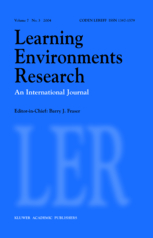 Learning
Environments
Research
An International Journal
Editor-in-Chief: Barry J. Fraser
LER
KLUWER ACADEMIC PUBLISHERS